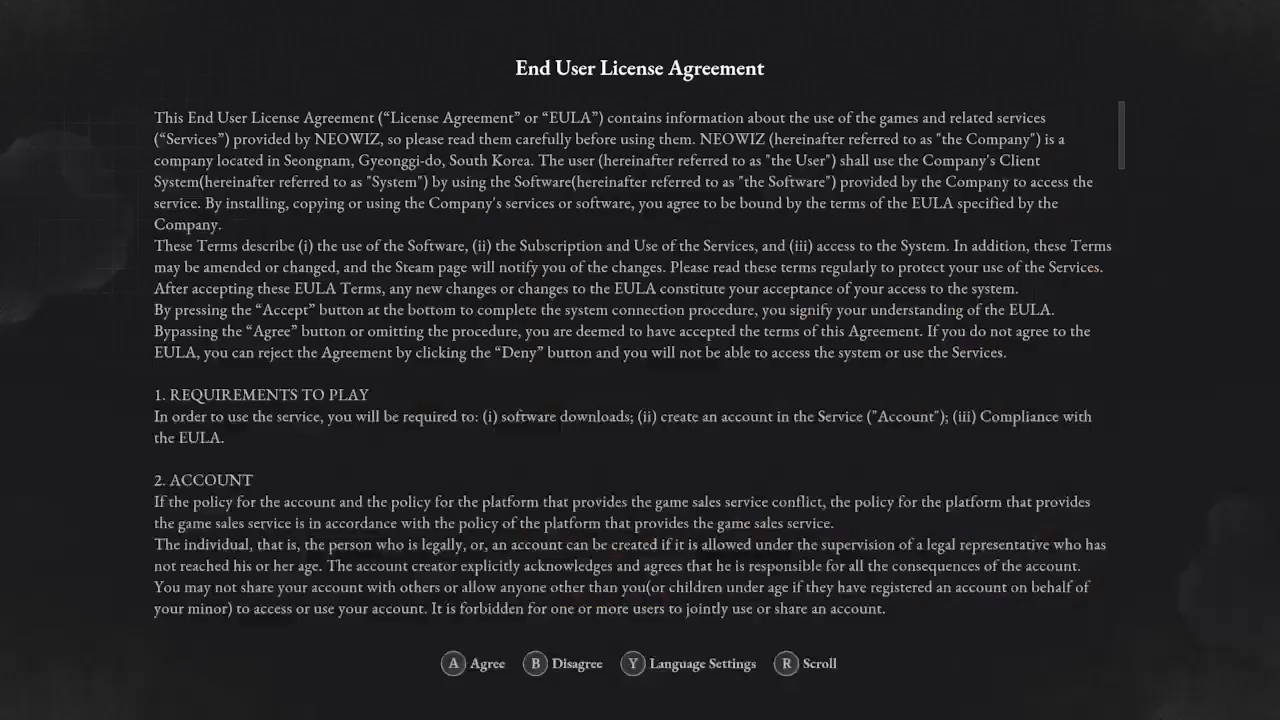 End User License Agreement
This End User License Agreement (“License Agreement” or “EULA”) contains information about the use of the games and related services
(“Services”) provided by NEOWIZ, so please read them carefully before using them. NEOWIZ (hereinafter referred to as "the Company") is a
company located in Seongnam, Gyeonggi-do, South Korea. The user (hereinafter referred to as "the User") shall use the Company's Client
System(hereinafter referred to as "System") by using the Software(hereinafter referred to as "the Software") provided by the Company to access the
service. By installing, copying or using the Company's services or software, you agree to be bound by the terms of the EULA specified by the
Company.
These Terms describe (i) the use of the Software, (ii) the Subscription and Use of the Services, and (iii) access to the System. In addition, these Terms
may be amended or changed, and the Steam page will notify you of the changes. Please read these terms regularly to protect your use of the Services.
After accepting these EULA Terms, any new changes or changes to the EULA constitute your acceptance of your access to the system.
By pressing the “Accept” button at the bottom to complete the system connection procedure, you signify your understanding of the EULA.
Bypassing the “Agree” button or omitting the procedure, you are deemed to have accepted the terms of this Agreement. If you do not agree to the
EULA, you can reject the Agreement by clicking the “Deny” button and you will not be able to access the system or use the Services.
1. REQUIREMENTS TO PLAY
In order to use the service, you will be required to: (i) software downloads; (ii) create an account in the Service ("Account"); (iii) Compliance with
the EULA.
2. ACCOUNT
If the policy for the account and the policy for the platform that provides the game sales service conflict, the policy for the platform that provides
the game sales service is in accordance with the policy of the platform that provides the game sales service.
The individual, that is, the person who is legally, or, an account can be created if it is allowed under the supervision of a legal representative who has
not reached his or her age. The account creator explicitly acknowledges and agrees that he is responsible for all the consequences of the account.
You may not share your account with others or allow anyone other than you(or children under age if they have registered an account on behalf of
your minor) to access or use your account. It is forbidden for one or more users to jointly use or share an account.
A Agree B Disagree Y Language Settings R Scroll